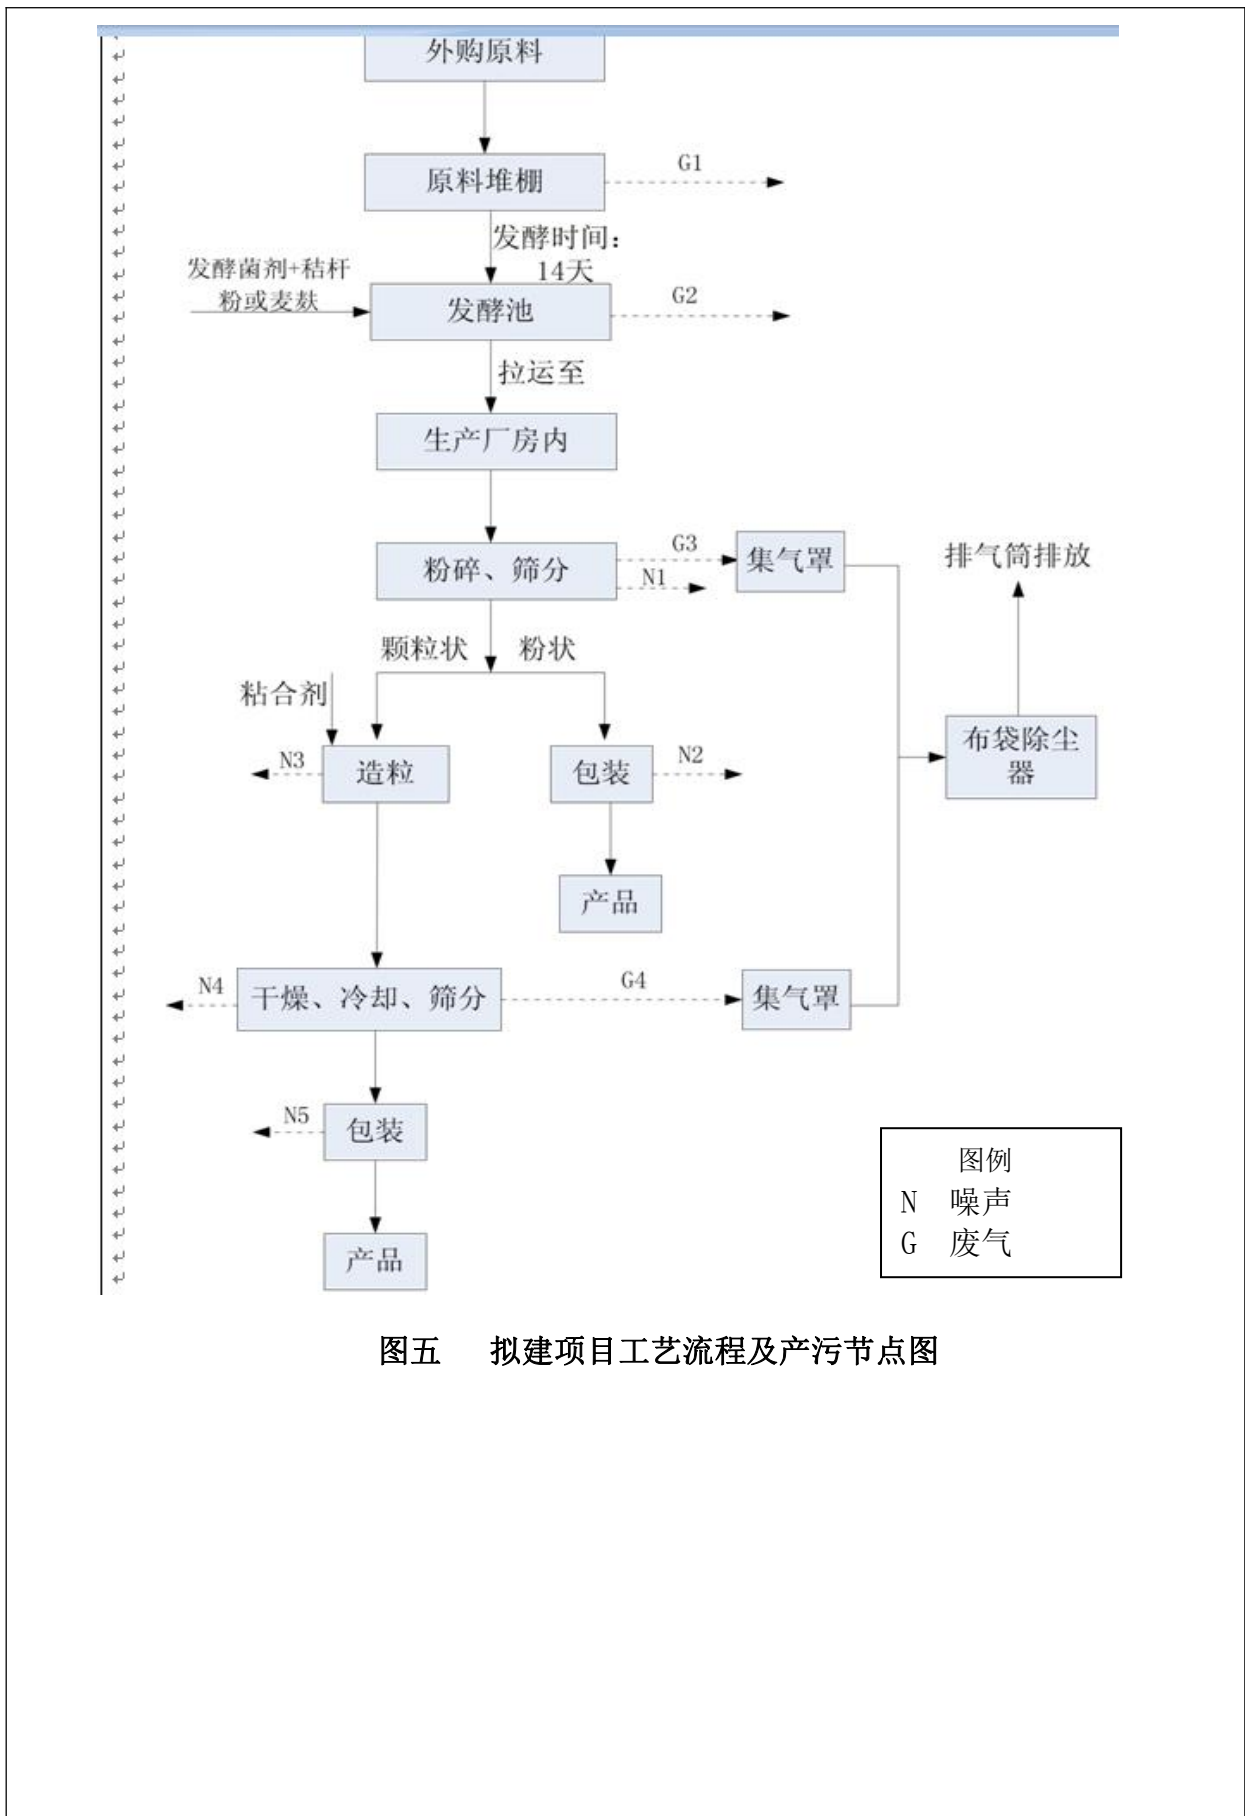 外购原料
原料堆棚
G1
发酵时间：
14天
发酵菌剂+秸杆
粉或麦麸
发酵池
G2
拉运至
生产厂房内
粉碎、筛分
G3
N1
集气罩
排气筒排放
颗粒状
粉状
粘合剂
N3
造粒
包装
N2
布袋除尘
器
产品
N4
干燥、冷却、筛分
G4
集气罩
N5
包装
产品
图例
N 噪声
G 废气
图五 拟建项目工艺流程及产污节点图